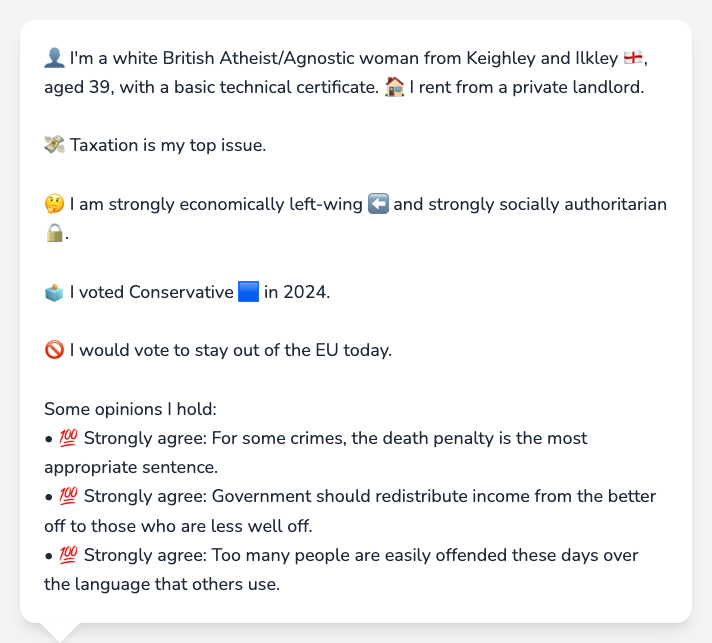 👤 I'm a white British Atheist/Agnostic woman from Keighley and Ilkley 🏴󠁧󠁢󠁥󠁮󠁧󠁿,
aged 39, with a basic technical certificate. 🏠 I rent from a private landlord.
💸 Taxation is my top issue.
🤔 I am strongly economically left-wing ⬅️ and strongly socially authoritarian
🔒.
🗳️ I voted Conservative 🟦 in 2024.
🚫 I would vote to stay out of the EU today.
Some opinions I hold:
• 💯 Strongly agree: For some crimes, the death penalty is the most
appropriate sentence.
• 💯 Strongly agree: Government should redistribute income from the better
off to those who are less well off.
• 💯 Strongly agree: Too many people are easily offended these days over
the language that others use.